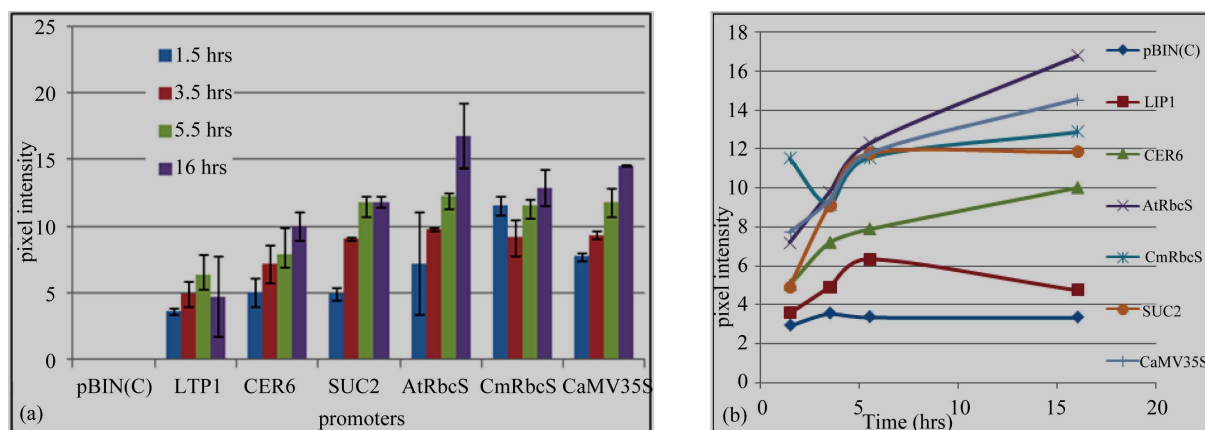 25
20
15
10
5
0
pixel intensity
1.5 hrs
3.5 hrs
5.5 hrs
16 hrs
pBIN(C) LTP1 CER6 SUC2 AtRbcS CmRbcS CaMV35S
(a)
promoters
18
16
14
12
10
8
6
4
2
0
pixel intensity
pBIN(C)
LIP1
CER6
AtRbcS
CmRbcS
SUC2
CaMV35S
0 5 10 15 20
(b)
Time (hrs)